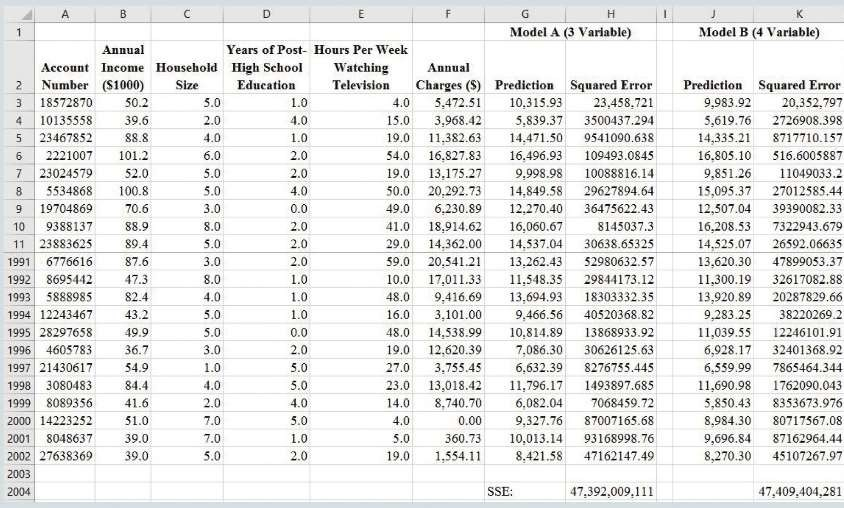 A B C D E F G H I J K
1 Model A (3 Variable) Model B (4 Variable)
Annual Years of Post- Hours Per Week
Account Income Household High School Watching Annual
2 Number ($1000) Size Education Television Charges ($) Prediction Squared Error Prediction Squared Error
3 18572870 50.2 5.0 1.0 4.0 5,472.51 10,315.93 23,458,721 9,983.92 20,352,797
4 10135558 39.6 2.0 4.0 15.0 3,968.42 5,839.37 3500437.294 5,619.76 2726908.398
5 23467852 88.8 4.0 1.0 19.0 11,382.63 14,471.50 9541090.638 14,335.21 8717710.157
6 2221007 101.2 6.0 2.0 54.0 16,827.83 16,496.93 109493.0845 16,805.10 516.6005887
7 23024579 52.0 5.0 2.0 19.0 13,175.27 9,998.98 10088816.14 9,851.26 11049033.2
8 5534868 100.8 5.0 4.0 50.0 20,292.73 14,849.58 29627894.64 15,095.37 27012585.44
9 19704869 70.6 3.0 0.0 49.0 6,230.89 12,270.40 36475622.43 12,507.04 39390082.33
10 9388137 88.9 8.0 2.0 41.0 18,914.62 16,060.67 8145037.3 16,208.53 7322943.679
11 23883625 89.4 5.0 2.0 29.0 14,362.00 14,537.04 30638.65325 14,525.07 26592.06635
1991 6776616 87.6 3.0 2.0 59.0 20,541.21 13,262.43 52980632.57 13,620.30 47899053.37
1992 8695442 47.3 8.0 1.0 10.0 17,011.33 11,548.35 29844173.12 11,300.19 32617082.88
1993 5888985 82.4 4.0 1.0 48.0 9,416.69 13,694.93 18303332.35 13,920.89 20287829.66
1994 12243467 43.2 5.0 1.0 16.0 3,101.00 9,466.56 40520368.82 9,283.25 38220269.2
1995 28297658 49.9 5.0 0.0 48.0 14,538.99 10,814.89 13868933.92 11,039.55 12246101.91
1996 4605783 36.7 3.0 2.0 19.0 12,620.39 7,086.30 30626125.63 6,928.17 32401368.92
1997 21430617 54.9 1.0 5.0 27.0 3,755.45 6,632.39 8276755.445 6,559.99 7865464.344
1998 3080483 84.4 4.0 5.0 23.0 13,018.42 11,796.17 1493897.685 11,690.98 1762090.043
1999 8089356 41.6 2.0 4.0 14.0 8,740.70 6,082.04 7068459.72 5,850.43 8353673.976
2000 14223252 51.0 7.0 5.0 4.0 0.00 9,327.76 87007165.68 8,984.30 80717567.08
2001 8048637 39.0 7.0 1.0 5.0 360.73 10,013.14 93168998.76 9,696.84 87162964.44
2002 27638369 39.0 5.0 2.0 19.0 1,554.11 8,421.58 47162147.49 8,270.30 45107267.97
2003
2004 SSE: 47,392,009,111 47,409,404,281